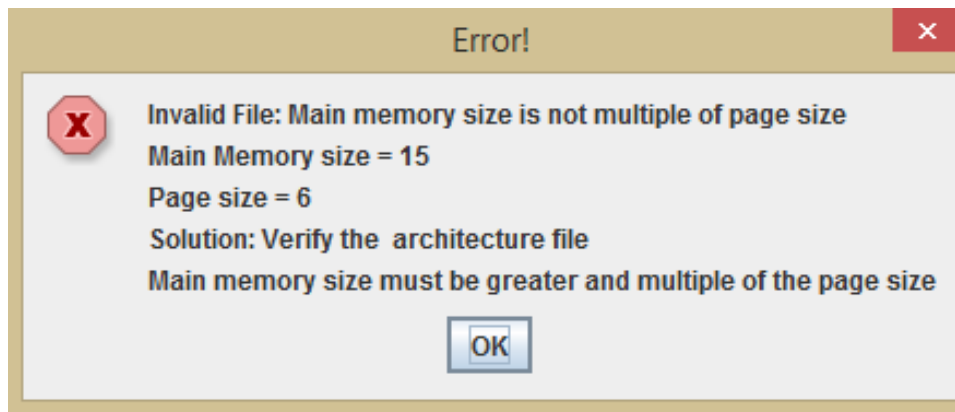 Error!
Invalid File: Main memory size is not multiple of page size
Main Memory size = 15
Page size = 6
Solution: Verify the architecture file
Main memory size must be greater and multiple of the page size
OK